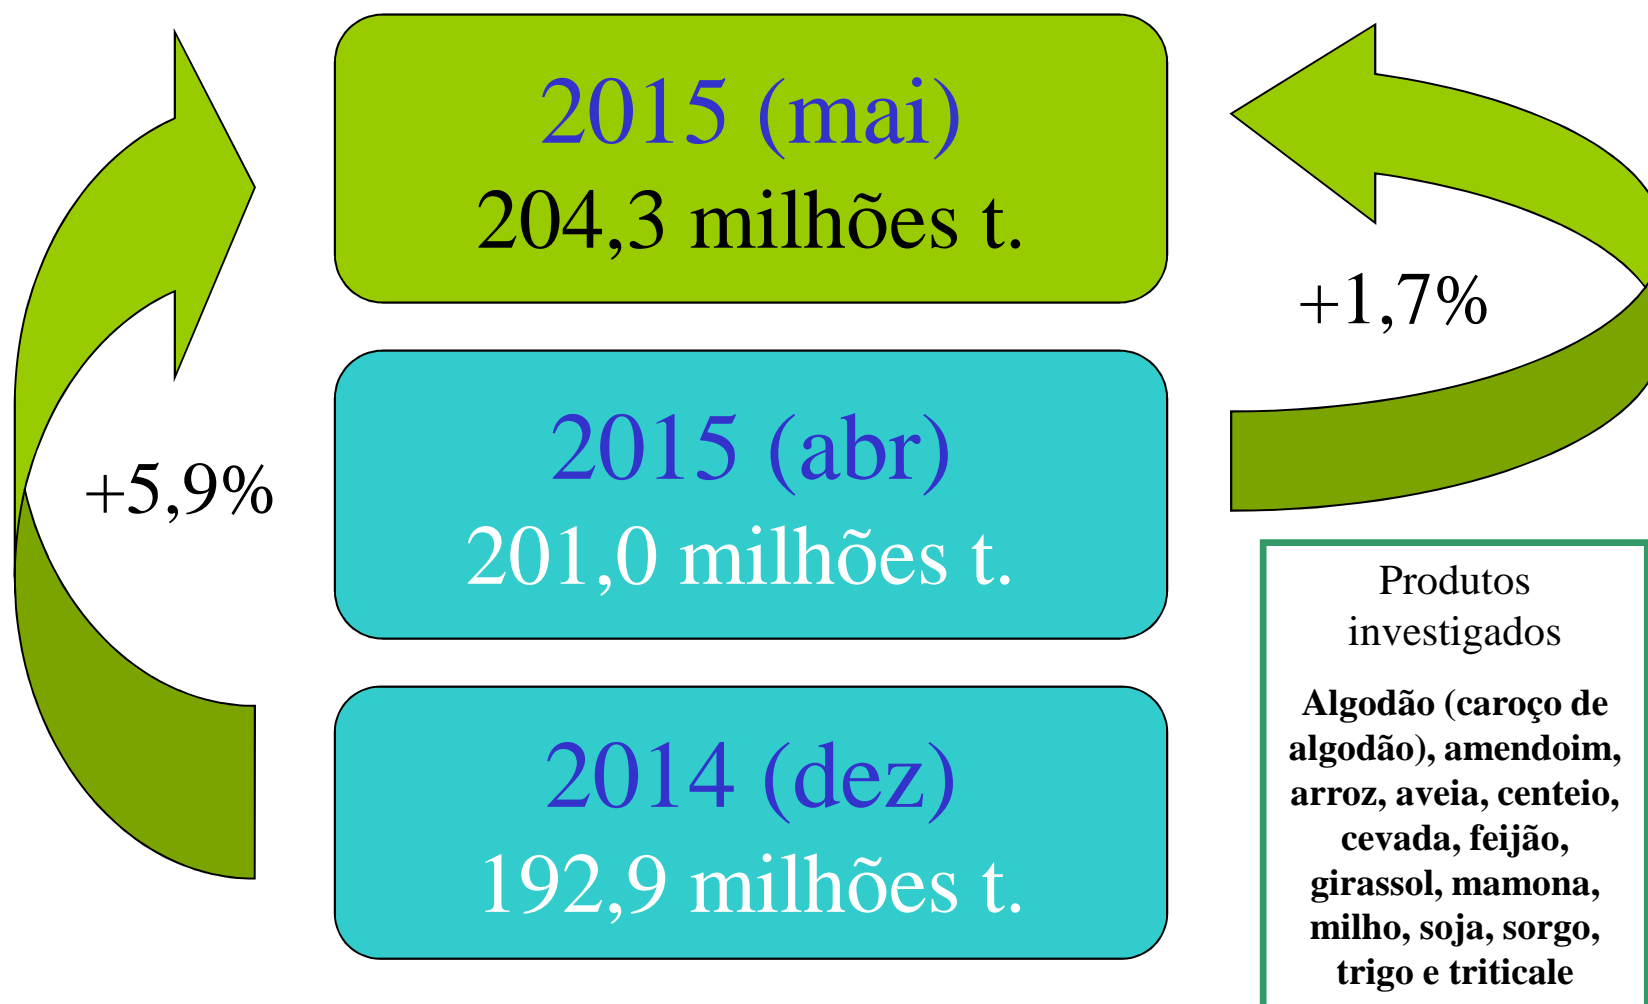 2015 (mai)
204,3 milhões t.
+1,7%
2015 (abr)
201,0 milhões t.
+5,9%
2014 (dez)
192,9 milhões t.
Produtos
investigados
Algodão (caroço de
algodão), amendoim,
arroz, aveia, centeio,
cevada, feijão,
girassol, mamona,
milho, soja, sorgo,
trigo e triticale